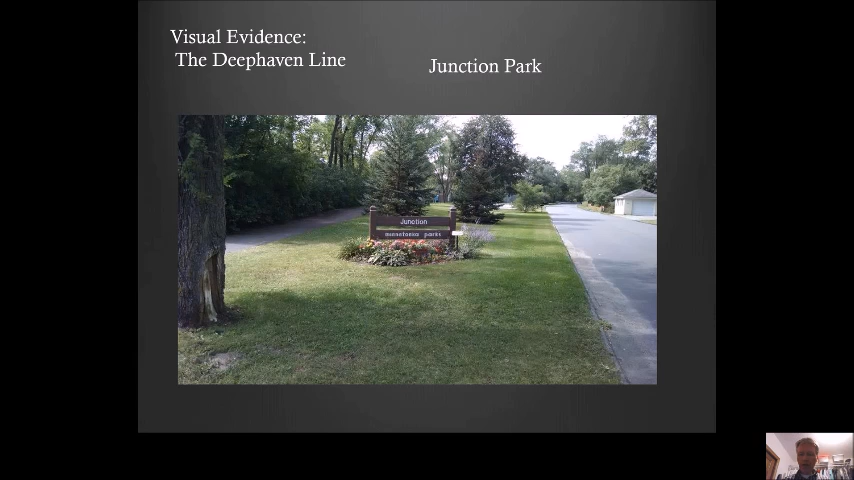 Visual Evidence:
The Deephaven Line
Junction Park
Junction
minnetonka parks